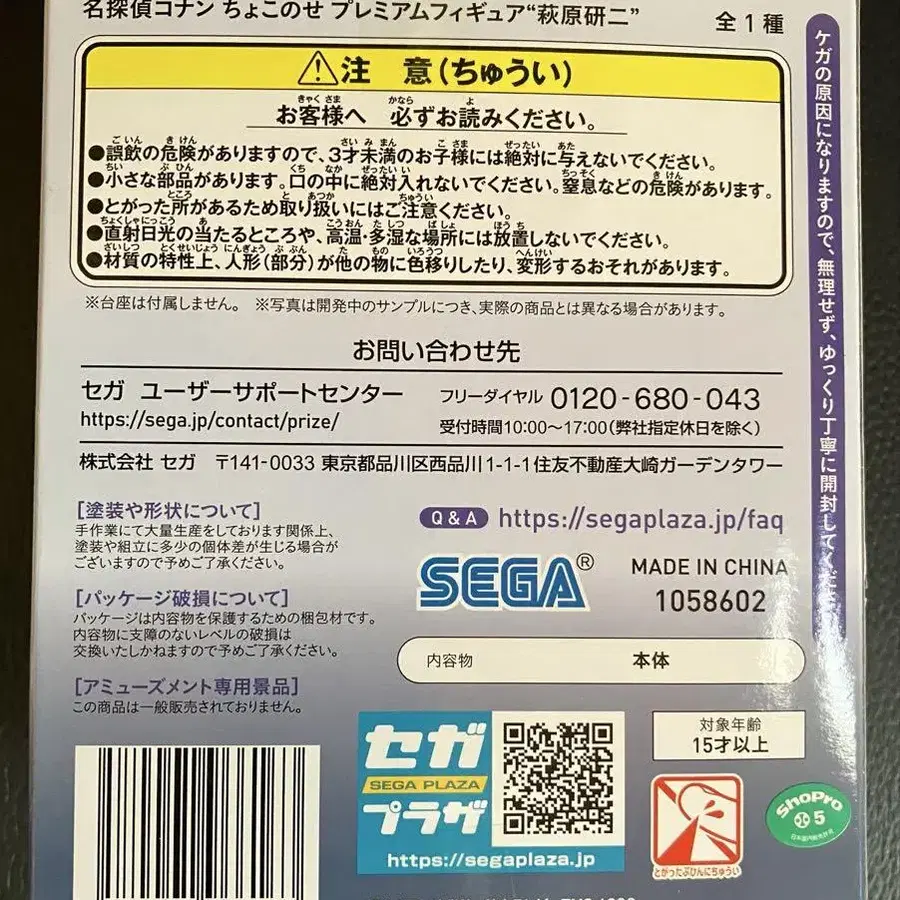 名探偵コナン ちょこのせ プレミアムフィギュア“萩原研二”
全1種
注 意(ちゅうい)
お客様へ 必ずお読みください。
●誤飲の危険がありますので、3才未満のお子様には絶対に与えないでください。
●小さな部品があります。口の中に絶対入れないでください。窒息などの危険があります。
●とがった所があるため取り扱いにはご注意ください。
●直射日光の当たるところや、高温・多湿な場所には放置しないでください。
●材質の特性上、人形(部分)が他の物に色移りしたり、変形するおそれがあります。
※台座は付属しません。 ※写真は開発中のサンプルにつき、実際の商品とは異なる場合があります。
ケガの原因になりますので、無理せず、ゆっくり丁寧に開封してください
お問い合わせ先
セガ ユーザーサポートセンター
https://sega.jp/contact/prize/
フリーダイヤル 0120-680-043
受付時間10:00~17:00(弊社指定休日を除く)
株式会社 セガ 〒141-0033 東京都品川区西品川1-1-1住友不動産大崎ガーデンタワー
[塗装や形状について]
手作業にて大量生産をしております関係上、
塗装や組立に多少の個体差が生じる場合が
ございますので予めご了承ください。
[パッケージ破損について]
パッケージは内容物を保護するための梱包材です。
内容物に支障のないレベルの破損は
交換いたしかねますので予めご了承ください。
[アミューズメント専用景品]
この商品は一般販売されておりません。
Q&A https://segaplaza.jp/faq
SEGA®
MADE IN CHINA
1058602
内容物 本体
セガ
SEGA PLAZA
プラザ
https://segaplaza.jp
対象年齢
15才以上
とがったぶひんにちゅうい
ShoPro
5